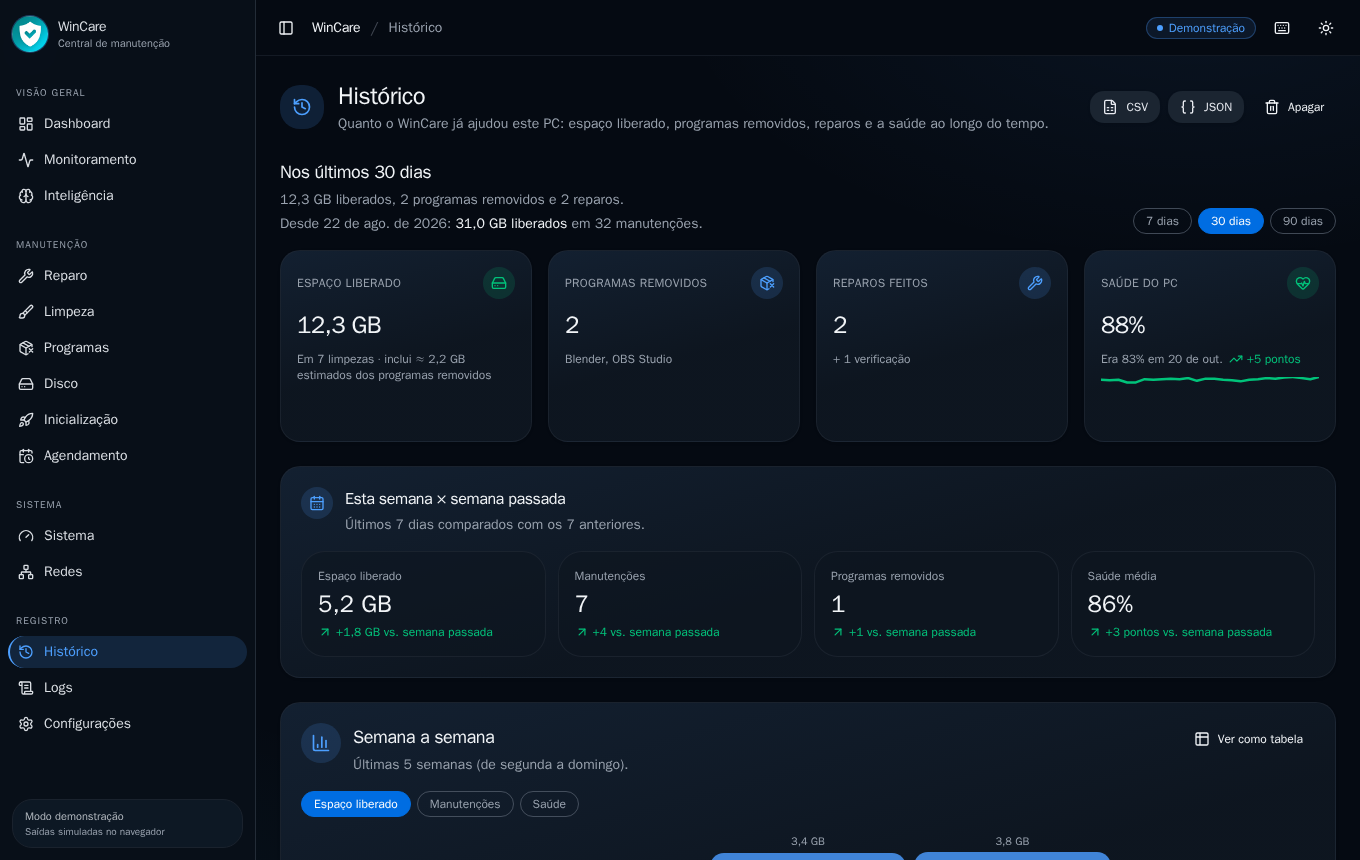 WinCare
Central de manutenção
VISÃO GERAL
Dashboard
Monitoramento
Inteligência
MANUTENÇÃO
Reparo
Limpeza
Programas
Disco
Inicialização
Agendamento
SISTEMA
Sistema
Redes
REGISTRO
Histórico
Logs
Configurações
Modo demonstração
Saídas simuladas no navegador
WinCare / Histórico
Demonstração
Histórico
Quanto o WinCare já ajudou este PC: espaço liberado, programas removidos, reparos e a saúde ao longo do tempo.
CSV
JSON
Apagar
Nos últimos 30 dias
12,3 GB liberados, 2 programas removidos e 2 reparos.
Desde 22 de ago. de 2026: 31,0 GB liberados em 32 manutenções.
7 dias
30 dias
90 dias
ESPAÇO LIBERADO
12,3 GB
Em 7 limpezas · inclui ≈ 2,2 GB
estimados dos programas removidos
PROGRAMAS REMOVIDOS
2
Blender, OBS Studio
REPAROS FEITOS
2
+ 1 verificação
SAÚDE DO PC
88%
Era 83% em 20 de out. +5 pontos
Esta semana × semana passada
Últimos 7 dias comparados com os 7 anteriores.
Espaço liberado
5,2 GB
+1,8 GB vs. semana passada
Manutenções
7
+4 vs. semana passada
Programas removidos
1
+1 vs. semana passada
Saúde média
86%
+3 pontos vs. semana passada
Semana a semana
Últimas 5 semanas (de segunda a domingo).
Ver como tabela
Espaço liberado
Manutenções
Saúde
3,4 GB
3,8 GB